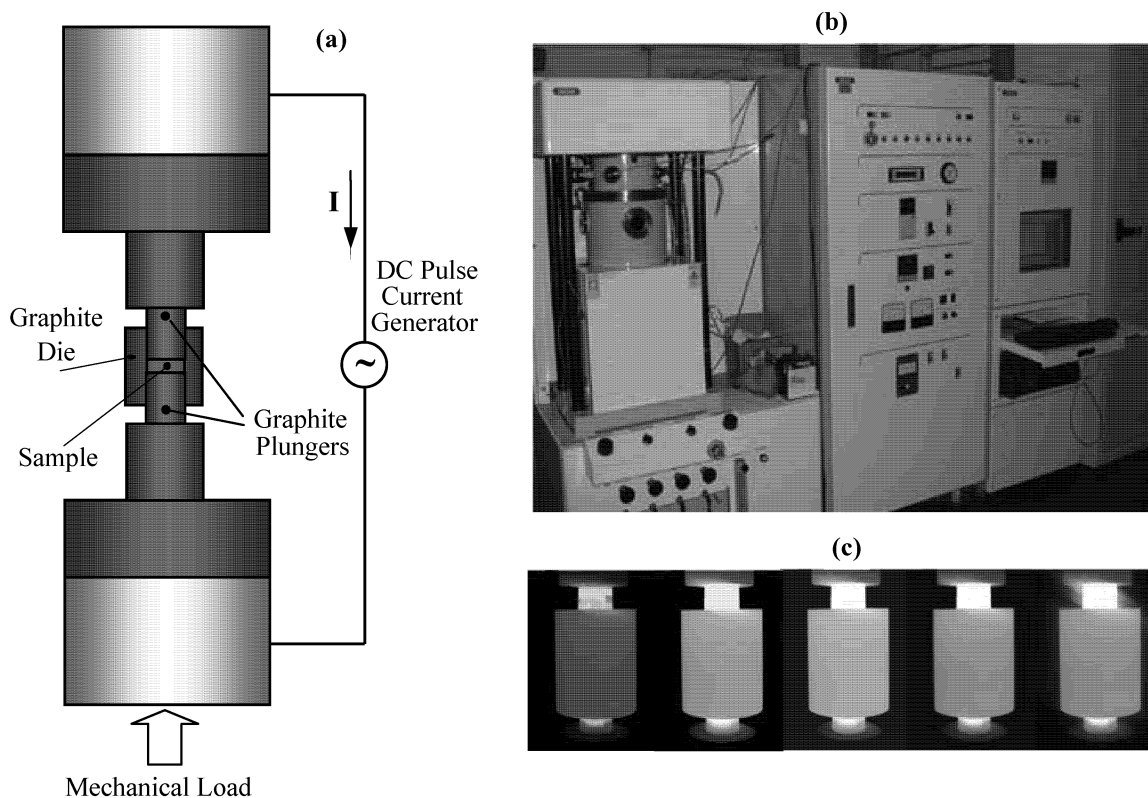 (a)
I
DC Pulse
Current
Generator
~
Graphite
Die
Sample
Graphite
Plungers
Mechanical Load
(b)
(c)